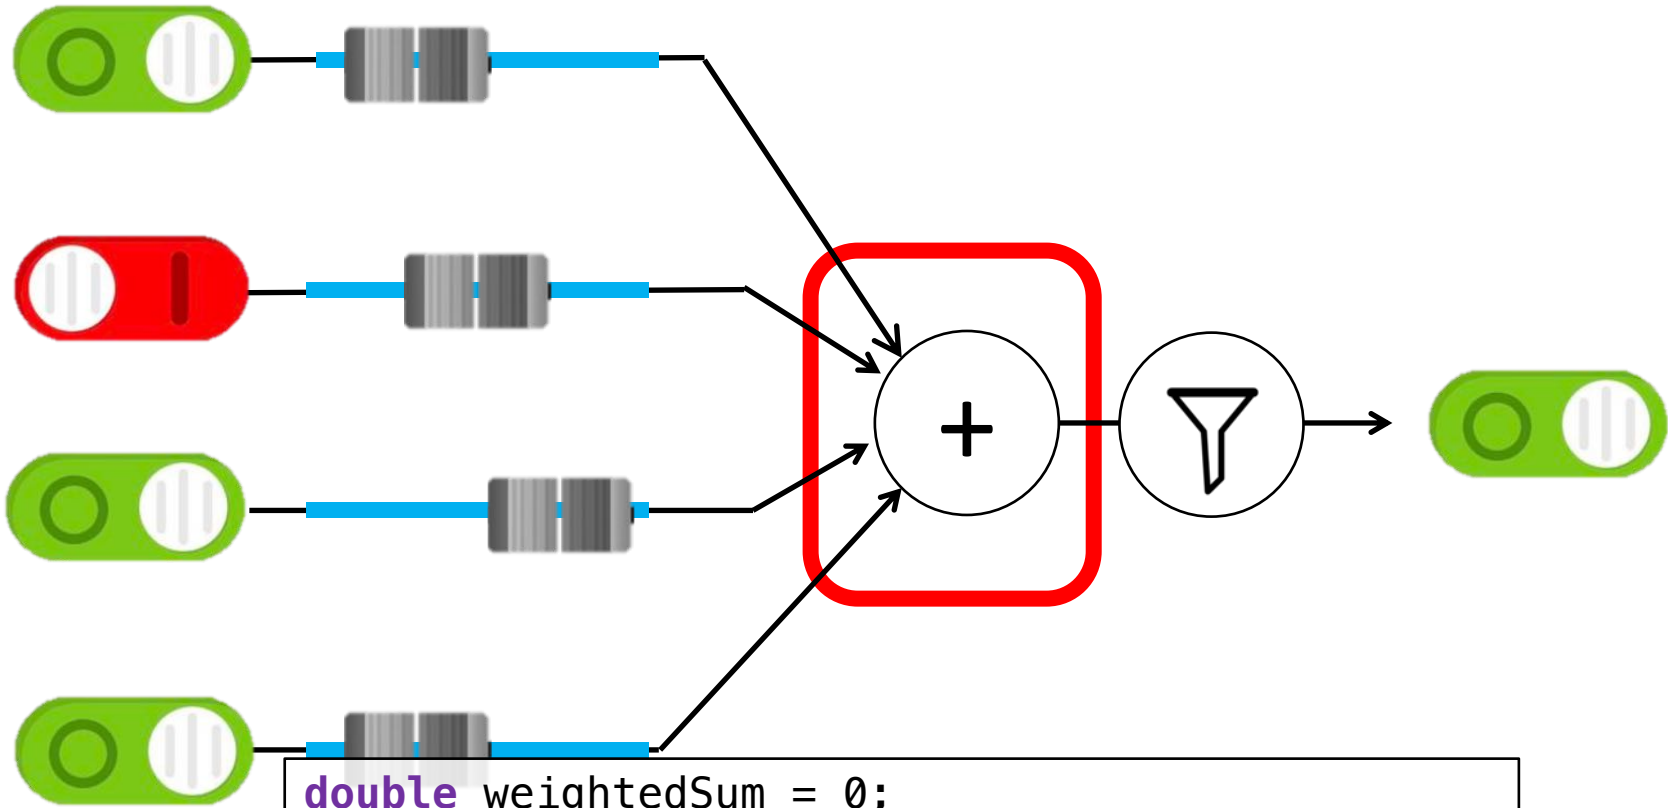 +
double weightedSum = 0;